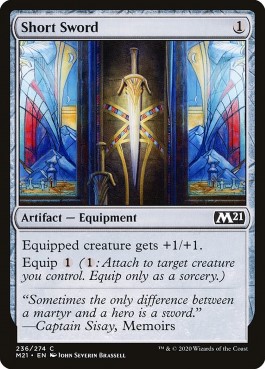 Short Sword 1
Artifact — Equipment M21
Equipped creature gets +1/+1.
Equip 1 (1: Attach to target creature
you control. Equip only as a sorcery.)
“Sometimes the only difference between
a martyr and a hero is a sword.”
—Captain Sisay, Memoirs
236/274 C
M21 • EN John Severin Brassell ™ & © 2020 Wizards of the Coast